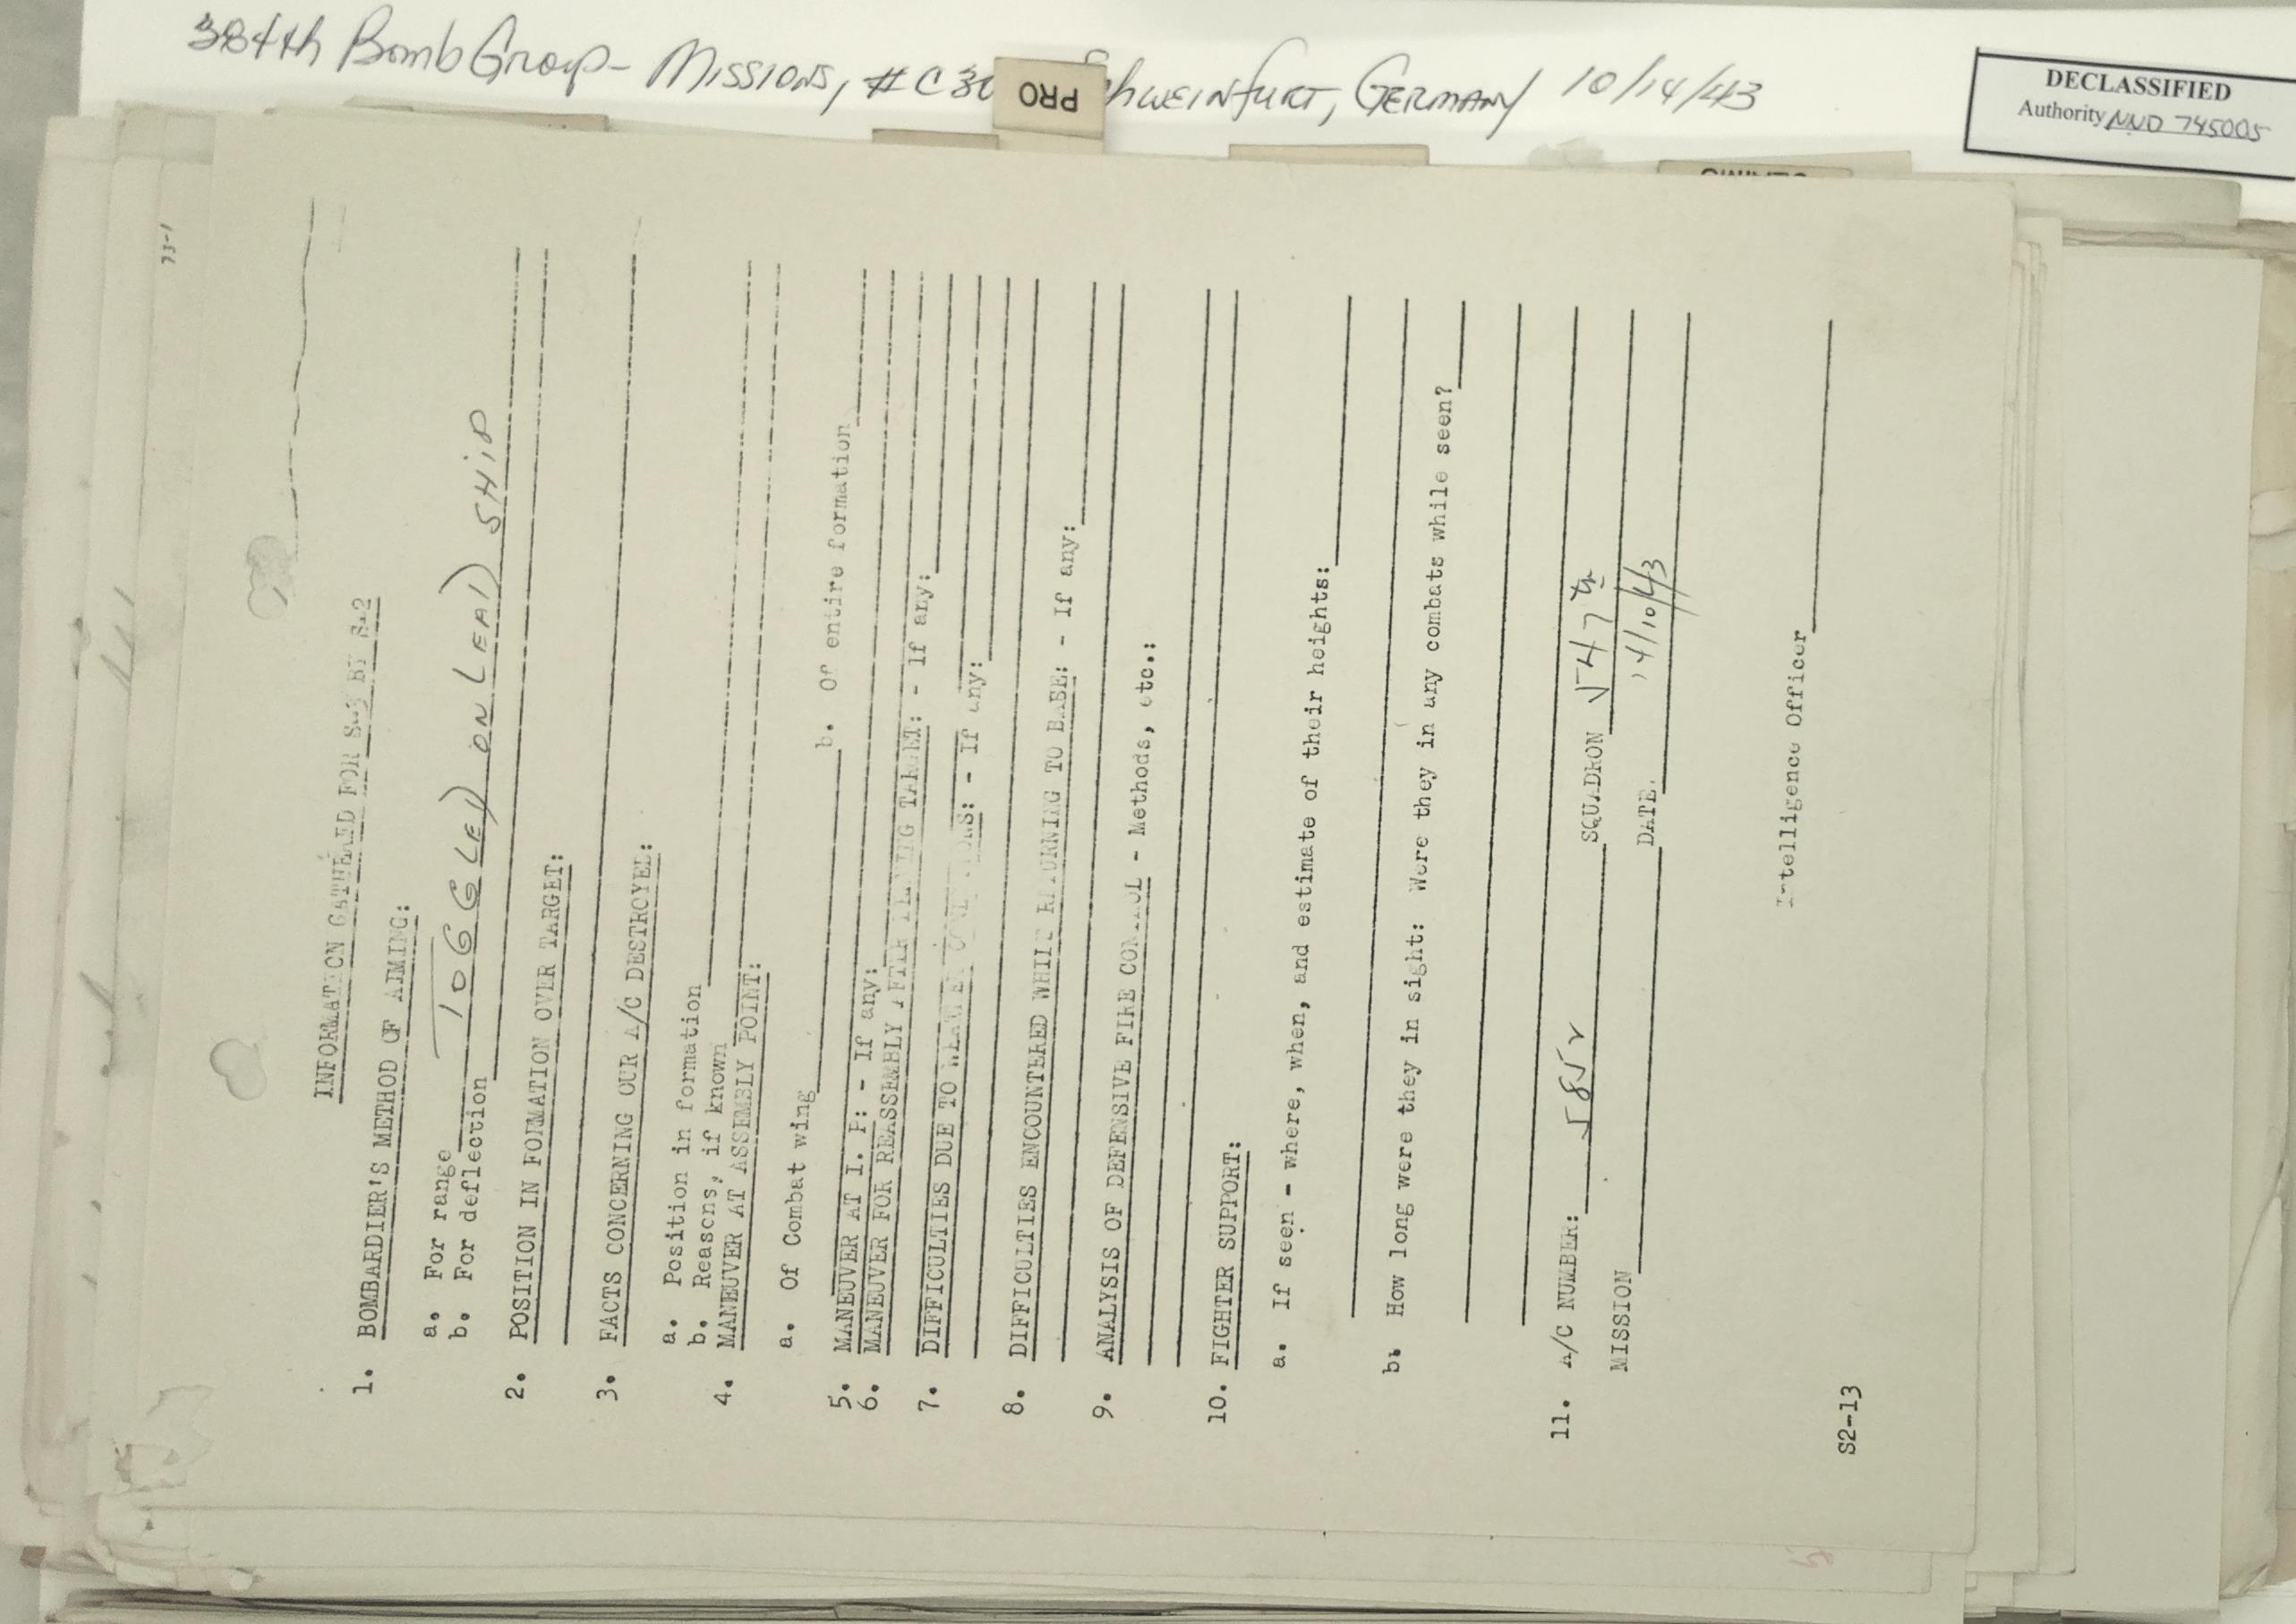 384th Bomb Group - Missions, #C30 Schweinfurt, Germany 10/14/43
PRO
DECLASSIFIED
Authority NND 745005
INFORMATION GATHERED FOR S-3 BY S-2
1. BOMBARDIER'S METHOD OF AIMING:
a. For range
b. For deflection
TOGGLED ON LEAD SHIP
2. POSITION IN FORMATION OVER TARGET:
3. FACTS CONCERNING OUR A/C DESTROYED:
a. Position in formation
b. Reasons, if known
4. MANEUVER AT ASSEMBLY POINT:
a. Of Combat wing b. Of entire formation
5. MANEUVER AT I. P: - If any:
6. MANEUVER FOR REASSEMBLY AFTER LEAVING TARGET: - If any:
7. DIFFICULTIES DUE TO WEATHER CONDITIONS: - If any:
8. DIFFICULTIES ENCOUNTERED WHILE RETURNING TO BASE: - If any:
9. ANALYSIS OF DEFENSIVE FIRE CONTROL - Methods, etc.:
10. FIGHTER SUPPORT:
a. If seen - where, when, and estimate of their heights:
b. How long were they in sight: Were they in any combats while seen?
11. A/C NUMBER: 5852 SQUADRON 547th
MISSION DATE 14/10/43
Intelligence Officer
S2-13